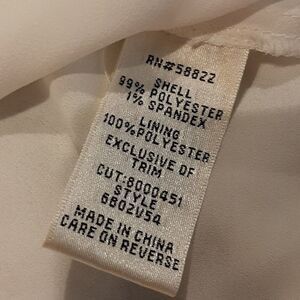 RN#58822
SHELL
99% POLYESTER
1% SPANDEX
LINING
100%POLYESTER
EXCLUSIVE OF
TRIM
CUT:8000451
STYLE
6802V54
MADE IN CHINA
CARE ON REVERSE